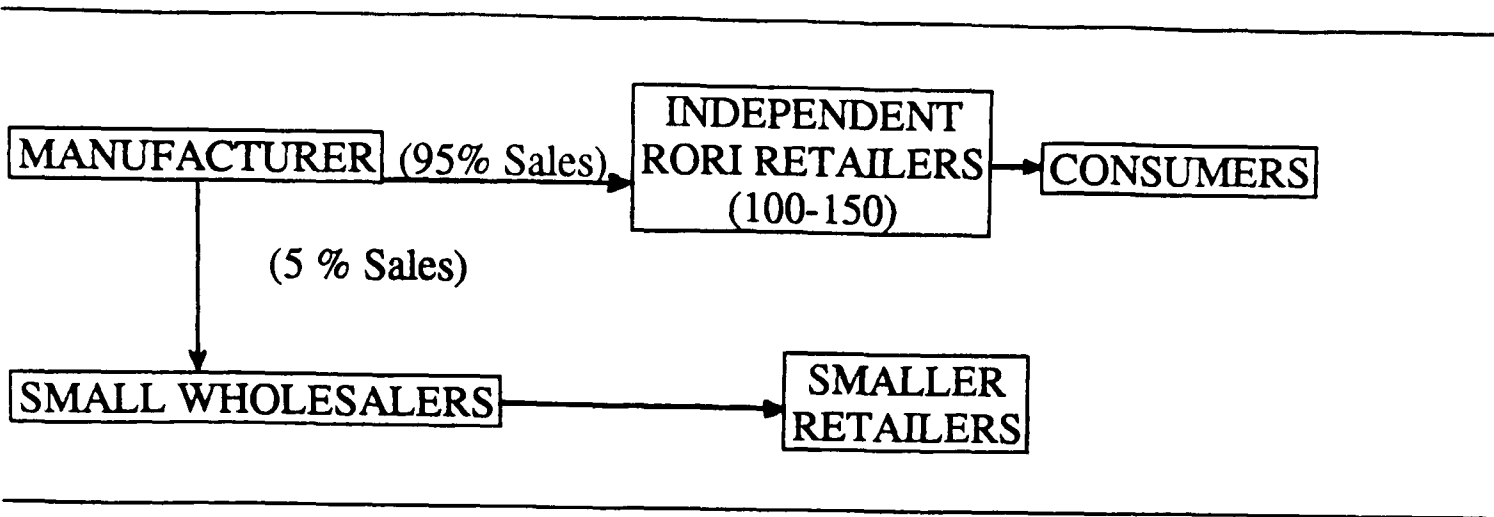 INDEPENDENT
MANUFACTURER (95% Sales) RORI RETAILERS CONSUMERS
(100-150)
(5 % Sales)
SMALLER
SMALL WHOLESALERS
RETAILERS